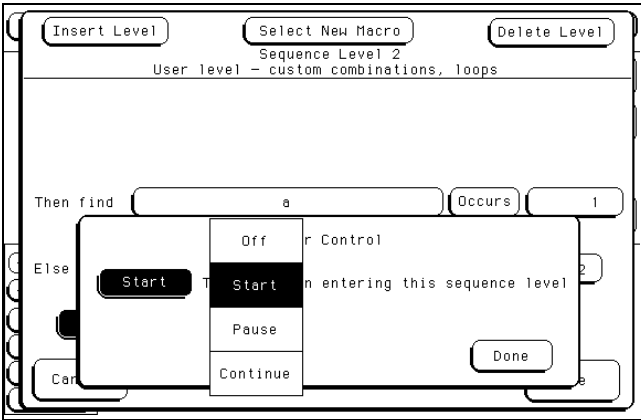 Insert Level Select New Macro Delete Level
Sequence Level 2
User level — custom combinations, loops
Then find a Occurs 1
Off r Control
Else 2
Start T Start n entering this sequence level
Pause
Done
Continue
Can e